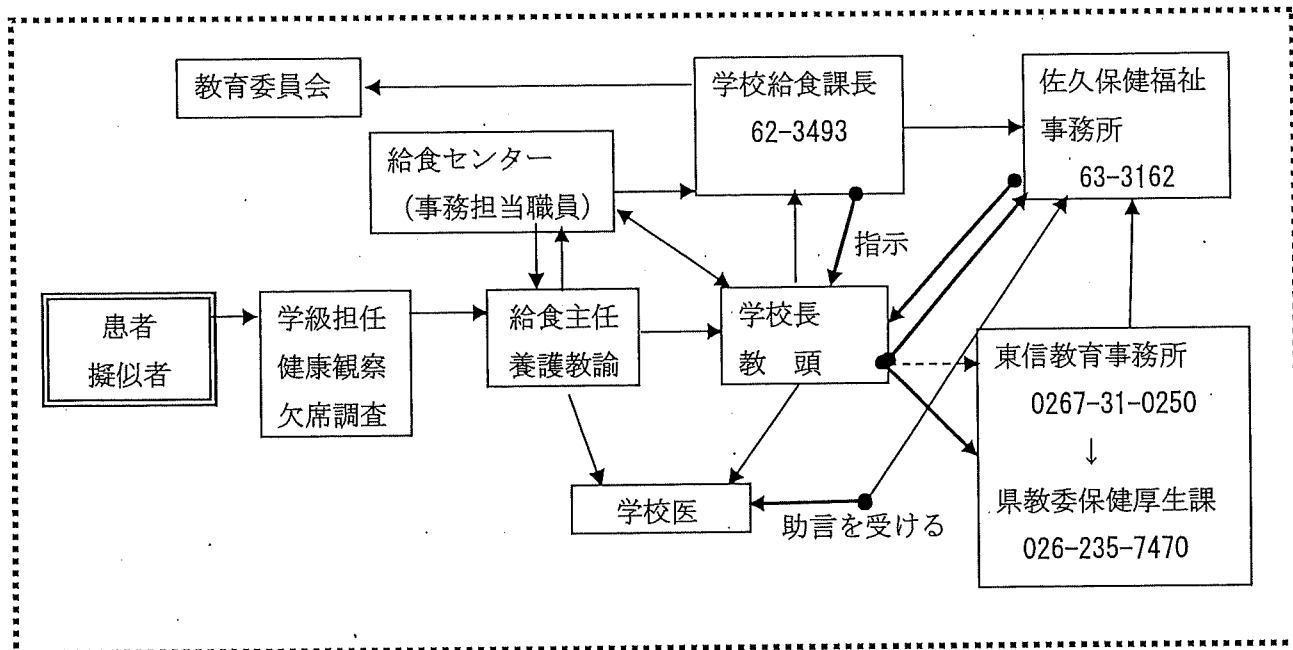 教育委員会
学校給食課長
62-3493
佐久保健福祉
事務所
63-3162
給食センター
(事務担当職員)
指示
患者
擬似者
学級担任
健康観察
欠席調査
給食主任
養護教諭
学校長
教　頭
東信教育事務所
0267-31-0250
↓
県教委保健厚生課
026-235-7470
学校医
助言を受ける